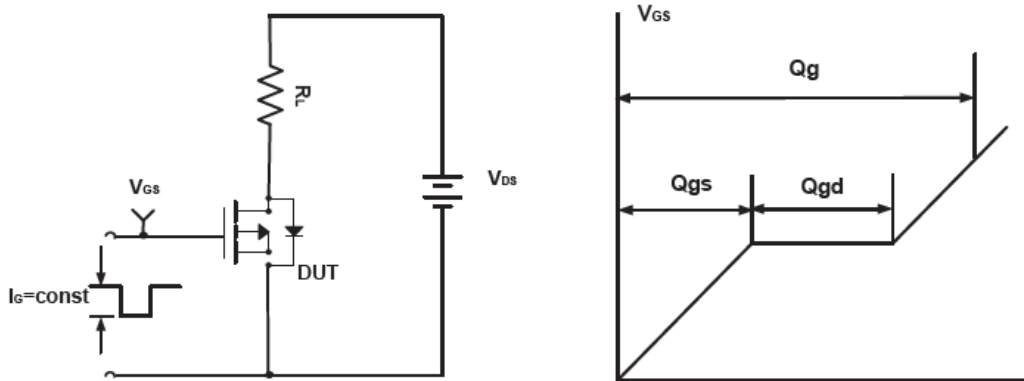 RL
VGS
VDS
DUT
IG=const
VGS
Qg
Qgs
Qgd